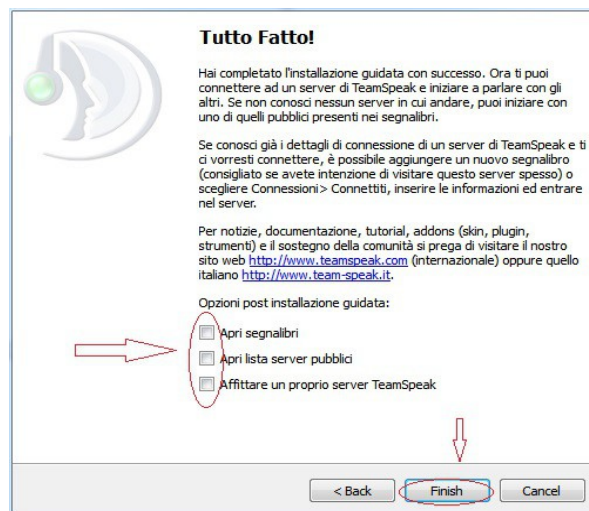 Tutto Fatto!
Hai completato l'installazione guidata con successo. Ora ti puoi
connettere ad un server di TeamSpeak e iniziare a parlare con gli
altri. Se non conosci nessun server in cui andare, puoi iniziare con
uno di quelli pubblici presenti nei segnalibri.
Se conosci già i dettagli di connessione di un server di TeamSpeak e ti
ci vorresti connettere, è possibile aggiungere un nuovo segnalibro
(consigliato se avete intenzione di visitare questo server spesso) o
scegliere Connessioni> Connettiti, inserire le informazioni ed entrare
nel server.
Per notizie, documentazione, tutorial, addons (skin, plugin,
strumenti) e il sostegno della comunità si prega di visitare il nostro
sito web http://www.teamspeak.com (internazionale) oppure quello
italiano http://www.team-speak.it.
Opzioni post installazione guidata:
Apri segnalibri
Apri lista server pubblici
Affittare un proprio server TeamSpeak
< Back Finish Cancel